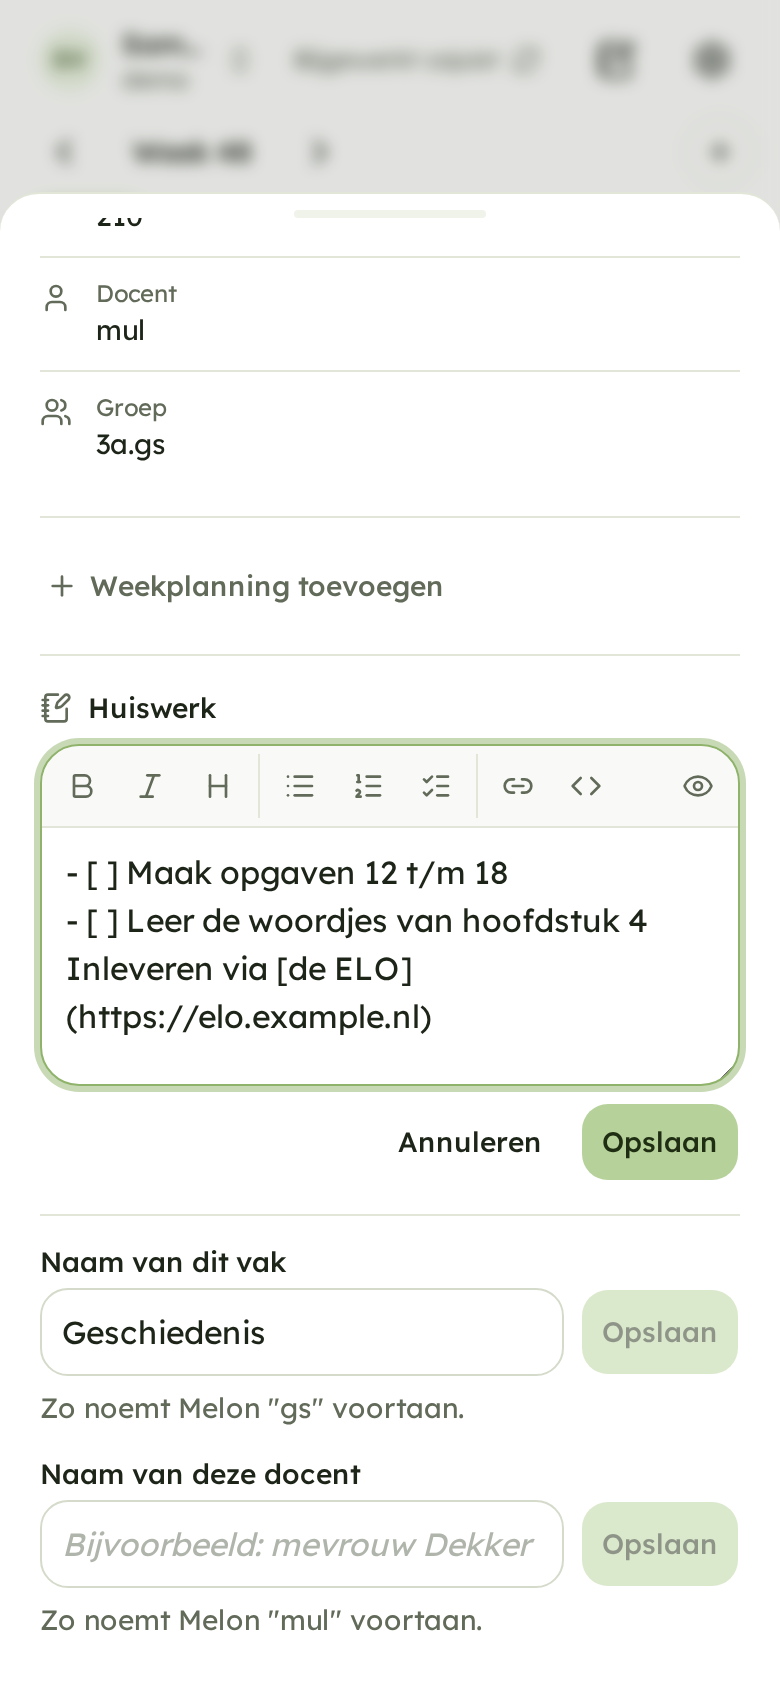 Week 48
Docent
mul
Groep
3a.gs
Weekplanning toevoegen
Huiswerk
B I H
- [ ] Maak opgaven 12 t/m 18
- [ ] Leer de woordjes van hoofdstuk 4
Inleveren via [de ELO]
(https://elo.example.nl)
Annuleren Opslaan
Naam van dit vak
Geschiedenis Opslaan
Zo noemt Melon "gs" voortaan.
Naam van deze docent
Bijvoorbeeld: mevrouw Dekker Opslaan
Zo noemt Melon "mul" voortaan.